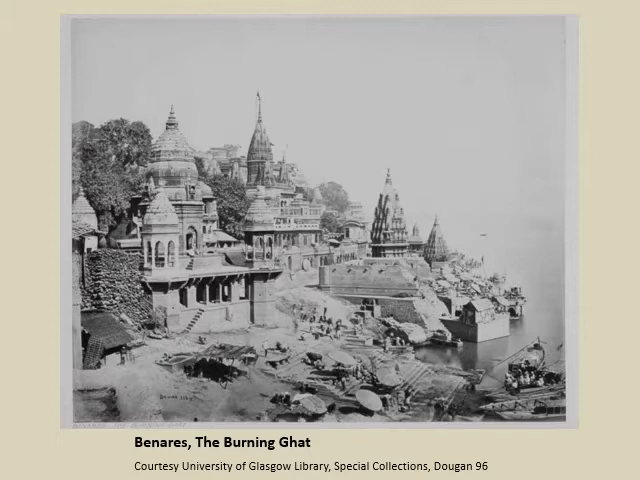 Benares, The Burning Ghat
Courtesy University of Glasgow Library, Special Collections, Dougan 96